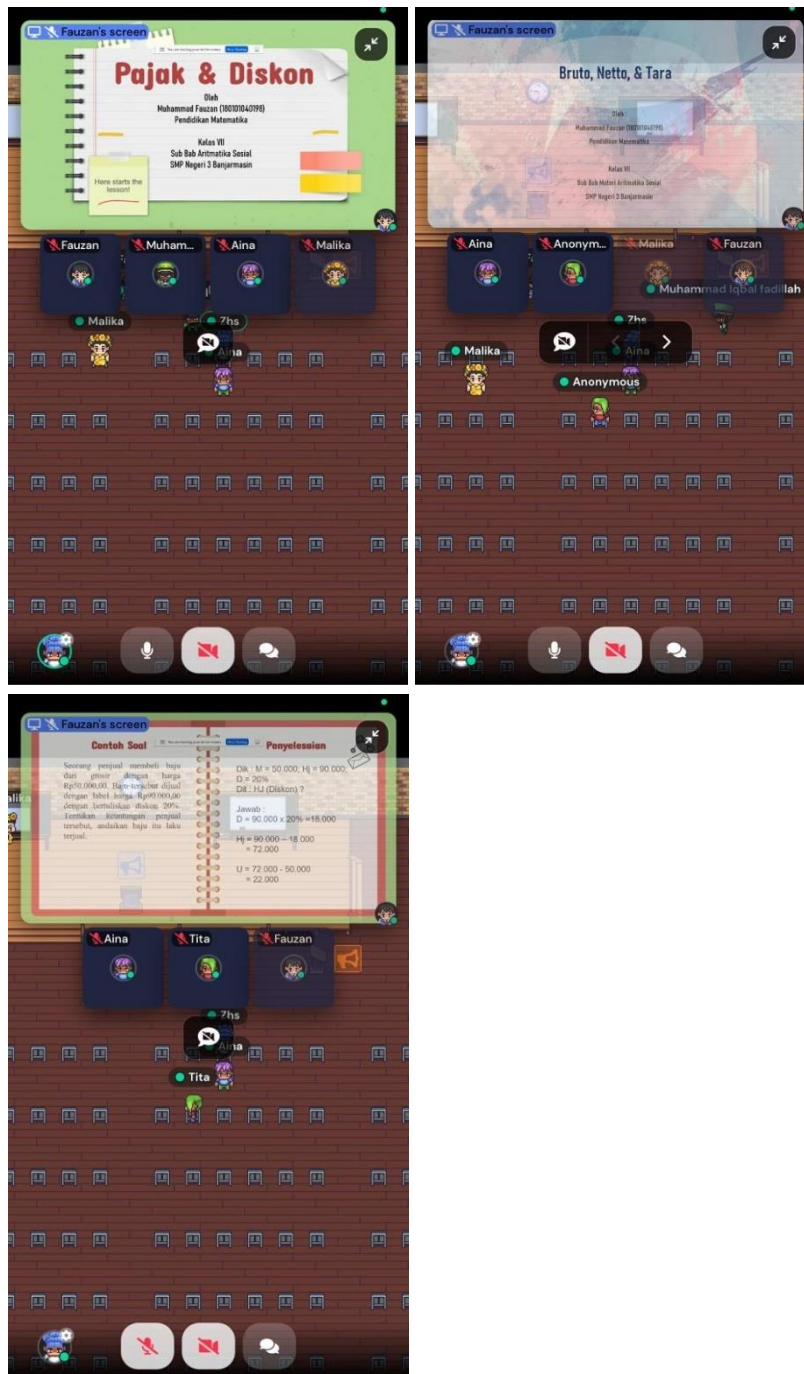 Fauzan's screen
Pajak & Diskon
Oleh
Muhammad Fauzan (180101040198)
Pendidikan Matematika
Kelas VII
Sub Bab Aritmatika Sosial
SMP Negeri 3 Banjarmasin
Here starts the
lesson!
Fauzan
Muham...
Aina
Malika
Malika
Zhs
Aina
Fauzan's screen
Bruto, Netto, & Tara
Oleh :
Muhammad Fauzan (180101040198)
Pendidikan Matematika
Kelas VII
Sub Bab Materi Aritmatika Sosial
SMP Negeri 3 Banjarmasin
Aina
Anonym...
Malika
Fauzan
Muhammad Iqbal fadillah
Zhs
Malika
Aina
Anonymous
Fauzan's screen
Contoh Soal
Seorang penjual membeli baju
dari grosir dengan harga
Rp50.000,00. Baju tersebut dijual
dengan label harga Rp90.000,00
dengan bertuliskan diskon 20%.
Tentukan keuntungan penjual
tersebut, andaikan baju itu laku
terjual.
Penyelesaian
Dik : M = 50.000; Hj = 90.000;
D = 20%
Dit : HJ (Diskon) ?
Jawab :
D = 90.000 x 20% =18.000
Hj = 90.000 – 18.000
= 72.000
U = 72.000 - 50.000
= 22.000
Aina
Tita
Fauzan
Zhs
Aina
Tita